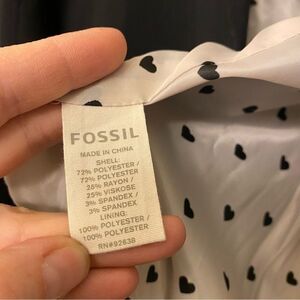 FOSSIL
MADE IN CHINA
SHELL:
72% POLYESTER /
72% POLYESTER
25% RAYON /
25% VISKOSE
3% SPANDEX /
3% SPANDEX
LINING:
100% POLYESTER /
100% POLYESTER
RN#92638